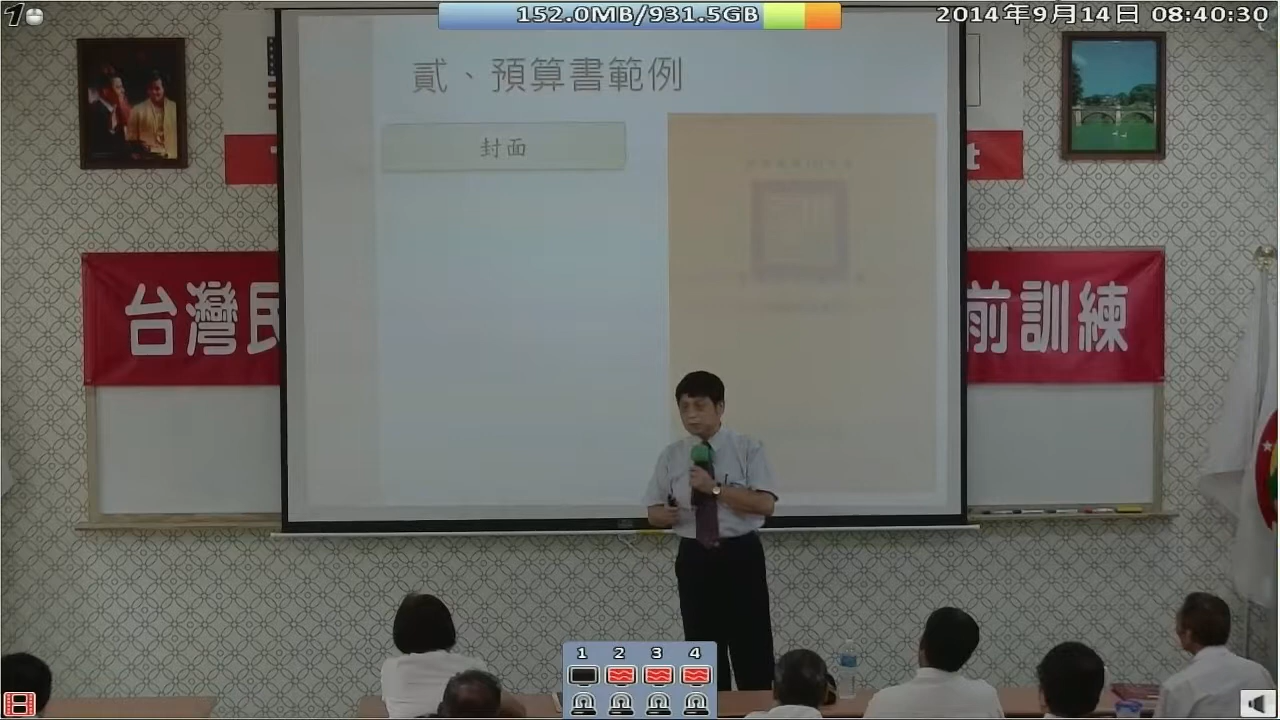 1
152.0MB/931.5GB
2014年9月14日 08:40:30
貳、預算書範例
封面
t
台灣民
前訓練
1 2 3 4